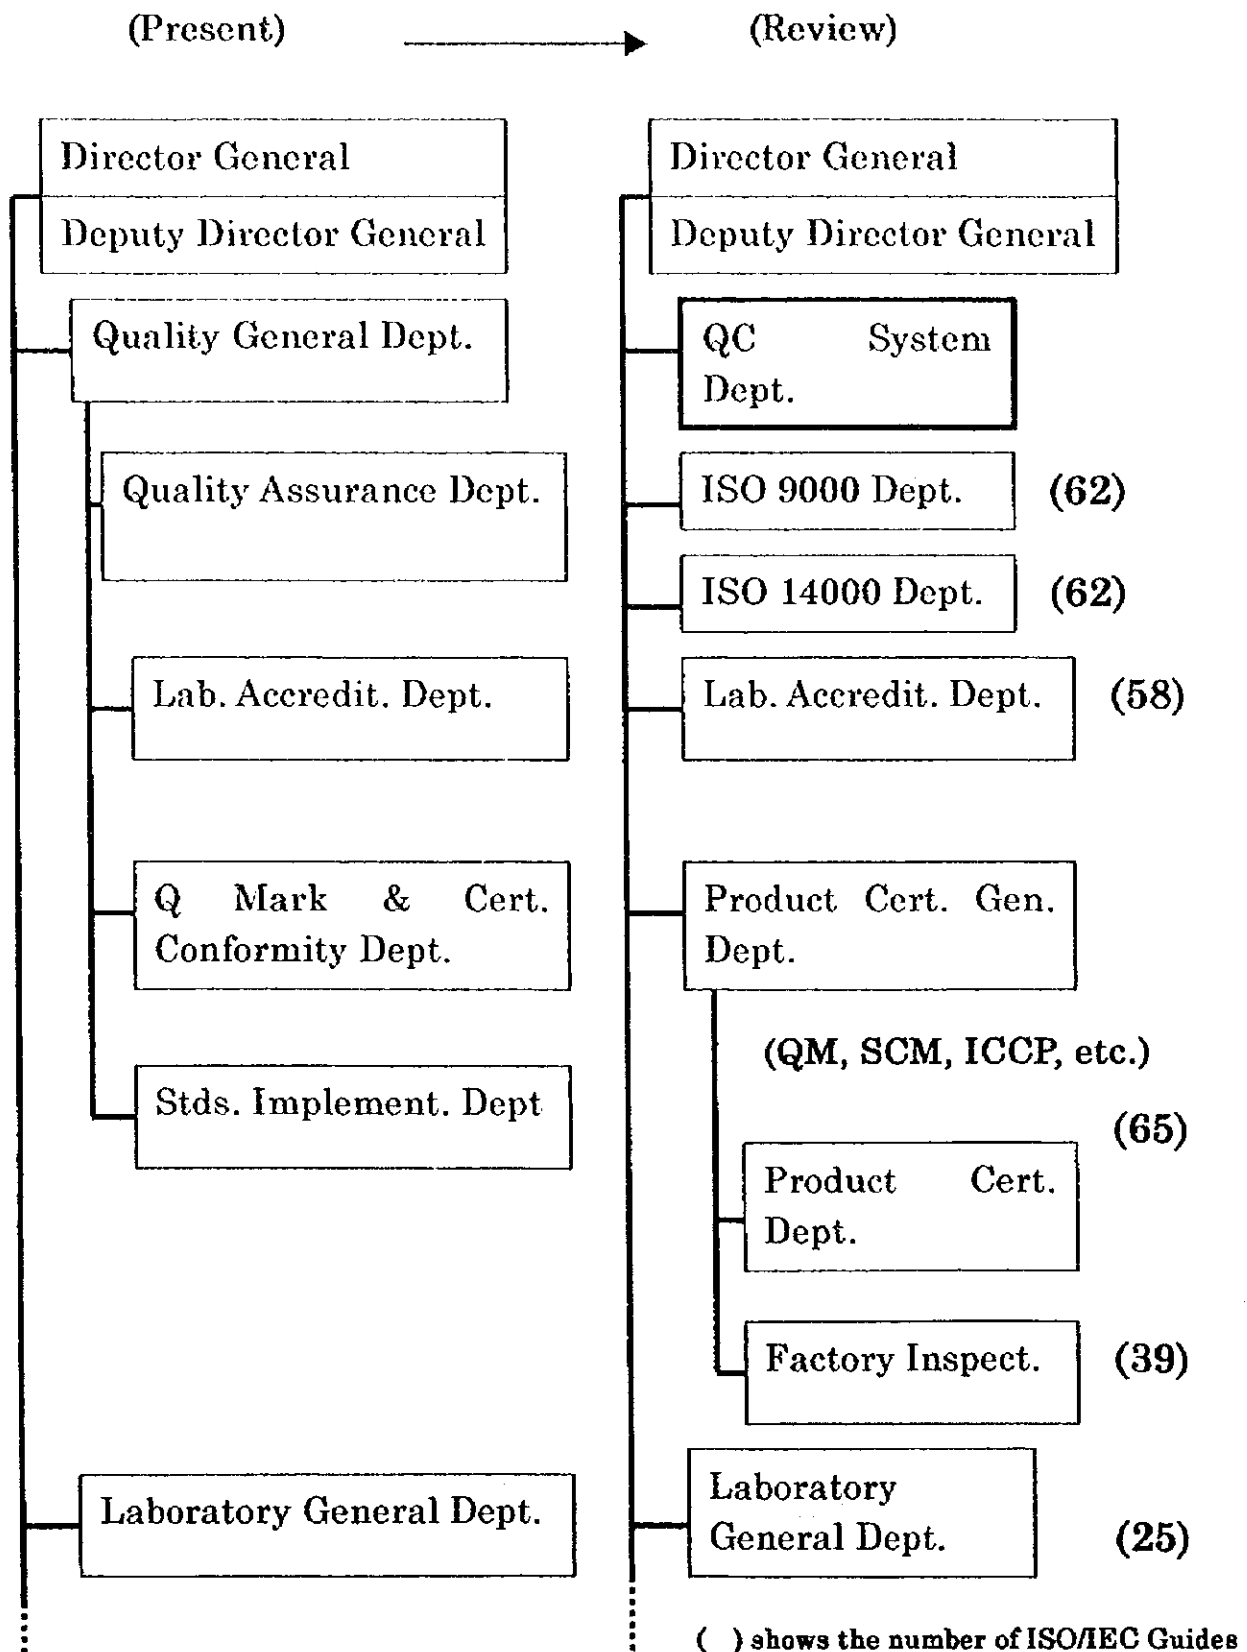 (Present)
(Review)
Director General
Deputy Director General
Quality General Dept.
Quality Assurance Dept.
Lab. Accredit. Dept.
Q Mark & Cert.
Conformity Dept.
Stds. Implement. Dept
Laboratory General Dept.
Director General
Deputy Director General
QC System
Dept.
ISO 9000 Dept. (62)
ISO 14000 Dept. (62)
Lab. Accredit. Dept. (58)
Product Cert. Gen.
Dept.
(QM, SCM, ICCP, etc.)
(65)
Product Cert.
Dept.
Factory Inspect. (39)
Laboratory
General Dept. (25)
( ) shows the number of ISO/IEC Guides